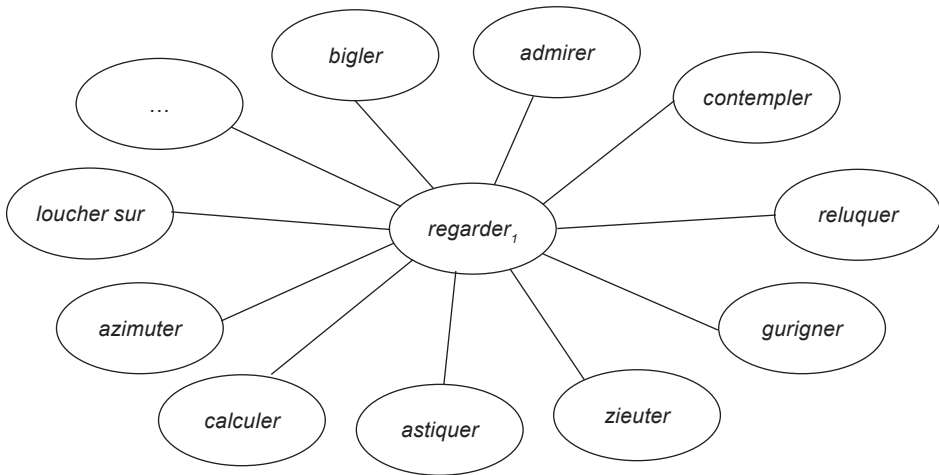 bigler
admirer
…
contempler
loucher sur
regarder₁
reluquer
azimuter
gurigner
calculer
astiquer
zieuter